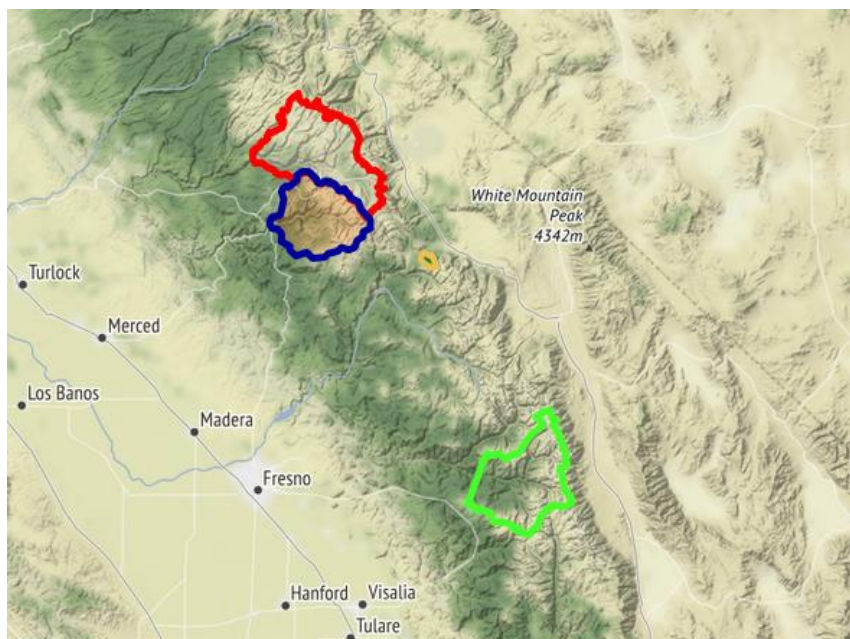 White Mountain
Peak
4342m
Turlock
Merced
Los Banos
Madera
Fresno
Hanford
Visalia
Tulare